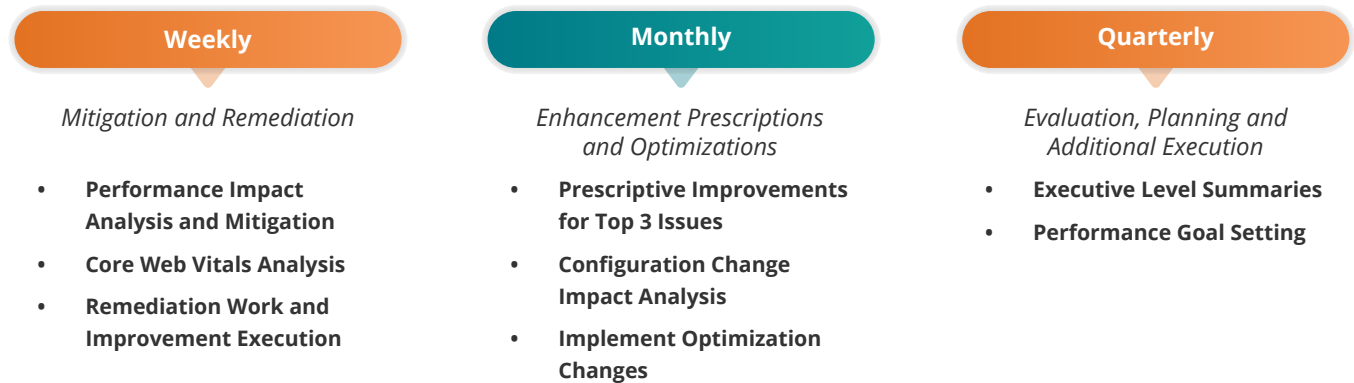 Weekly
Mitigation and Remediation
• Performance Impact
Analysis and Mitigation
• Core Web Vitals Analysis
• Remediation Work and
Improvement Execution
Monthly
Enhancement Prescriptions
and Optimizations
• Prescriptive Improvements
for Top 3 Issues
• Configuration Change
Impact Analysis
• Implement Optimization
Changes
Quarterly
Evaluation, Planning and
Additional Execution
• Executive Level Summaries
• Performance Goal Setting